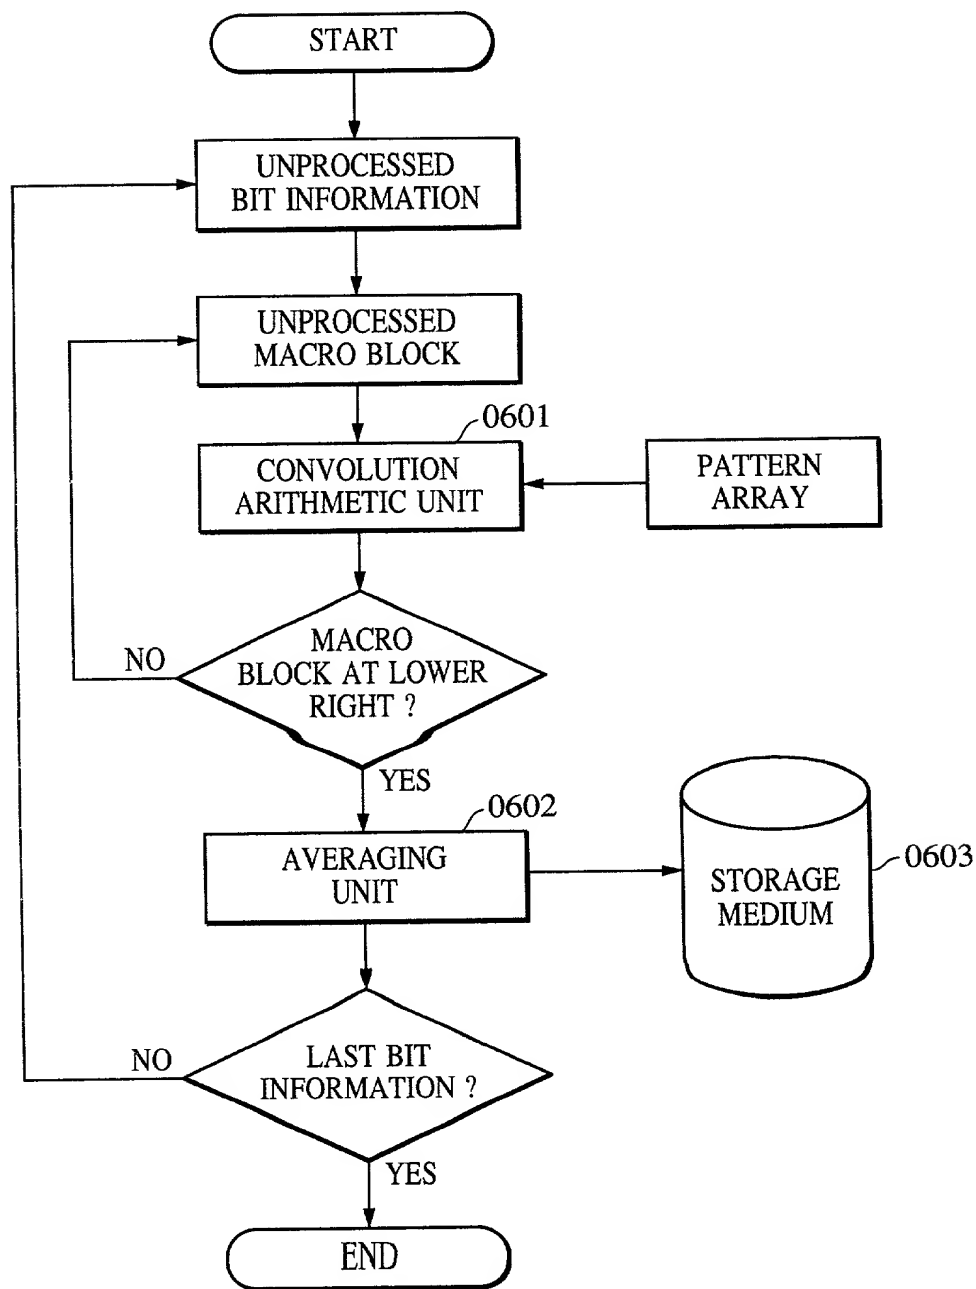 START
UNPROCESSED
BIT INFORMATION
UNPROCESSED
MACRO BLOCK
0601
CONVOLUTION
ARITHMETIC UNIT
PATTERN
ARRAY
MACRO
BLOCK AT LOWER
RIGHT ?
NO
YES
0602
AVERAGING
UNIT
STORAGE
MEDIUM
0603
LAST BIT
INFORMATION ?
NO
YES
END